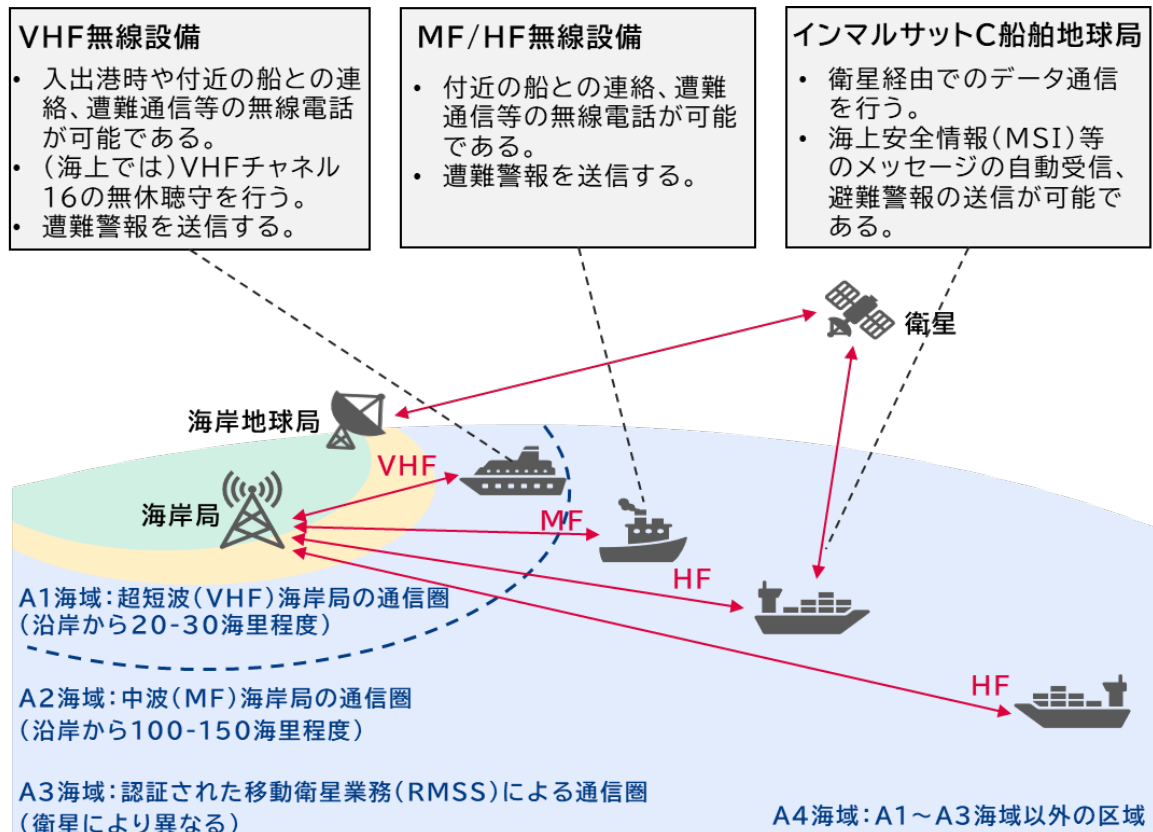 VHF無線設備
• 入出港時や付近の船との連
絡、遭難通信等の無線電話
が可能である。
• (海上では)VHFチャネル
16の無休聴守を行う。
• 遭難警報を送信する。
MF/HF無線設備
• 付近の船との連絡、遭難
通信等の無線電話が可能
である。
• 遭難警報を送信する。
インマルサットC船舶地球局
• 衛星経由でのデータ通信
を行う。
• 海上安全情報(MSI)等
のメッセージの自動受信、
避難警報の送信が可能で
ある。
衛星
海岸地球局
VHF
海岸局
MF
HF
A1海域:超短波(VHF)海岸局の通信圏
(沿岸から20-30海里程度)
HF
A2海域:中波(MF)海岸局の通信圏
(沿岸から100-150海里程度)
A3海域:認証された移動衛星業務(RMSS)による通信圏
(衛星により異なる)
A4海域:A1~A3海域以外の区域